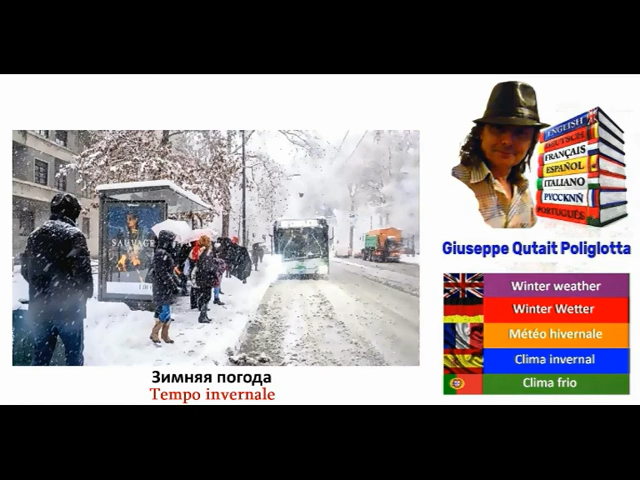 SAUVAGE
Зимняя погода
Tempo invernale
ENGLISH
DEUTSCH
FRANÇAIS
ESPAÑOL
ITALIANO
PYCCKNŇ
PORTUGUÊS
Giuseppe Qutait Poliglotta
Winter weather
Winter Wetter
Météo hivernale
Clima invernal
Clima frio